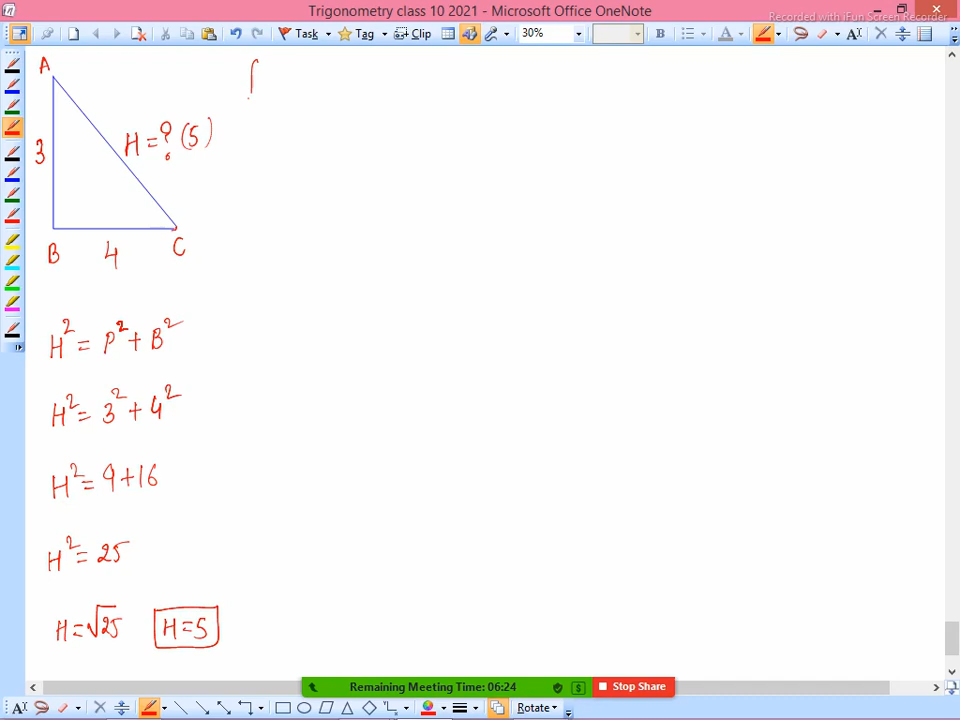 Trigonometry class 10 2021 - Microsoft Office OneNote
Recorded with iFun Screen Recorder
Task Tag Clip 30% B A
A
3
H = ? (5)
B 4 C
H² = P² + B²
H² = 3² + 4²
H² = 9 + 16
H² = 25
H = √25 H = 5
Remaining Meeting Time: 06:24 Stop Share
Rotate